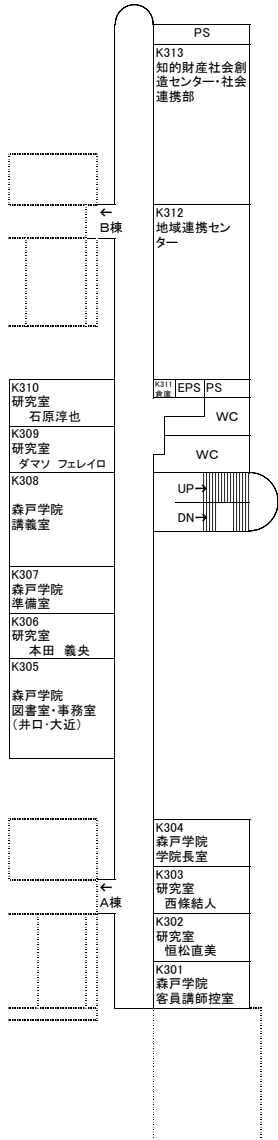 PS
K313
知的財産社会創
造センター・社会
連携部
←
B棟
K312
地域連携セン
ター
K310
研究室
石原淳也
K311
倉庫
EPS
PS
WC
K309
研究室
ダマソ フェレイロ
WC
K308
森戸学院
講義室
UP→
DN→
K307
森戸学院
準備室
K306
研究室
本田 義央
K305
森戸学院
図書室・事務室
(井口・大近)
K304
森戸学院
学院長室
←
A棟
K303
研究室
西條結人
K302
研究室
恒松直美
K301
森戸学院
客員講師控室